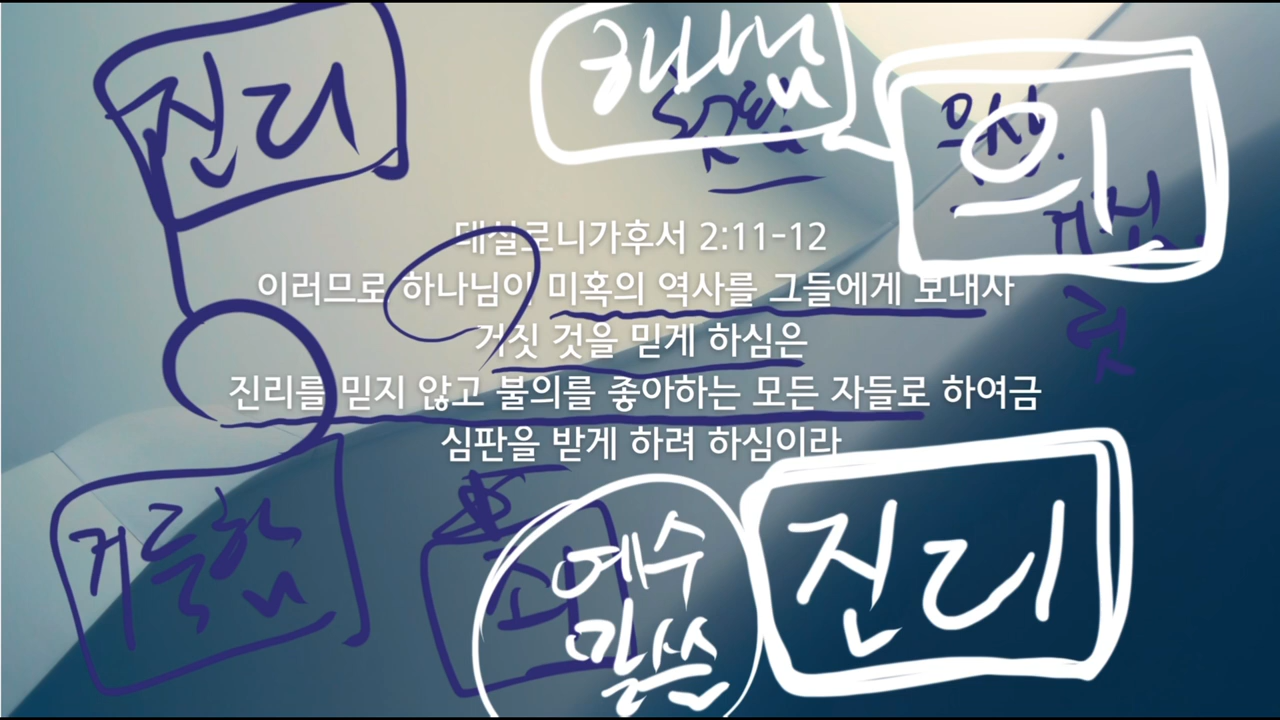 진리
의
데살로니가후서 2:11-12
이러므로 하나님이 미혹의 역사를 그들에게 보내사
거짓 것을 믿게 하심은
진리를 믿지 않고 불의를 좋아하는 모든 자들로 하여금
심판을 받게 하려 하심이라
거룩함
죄
예수
말씀
진리